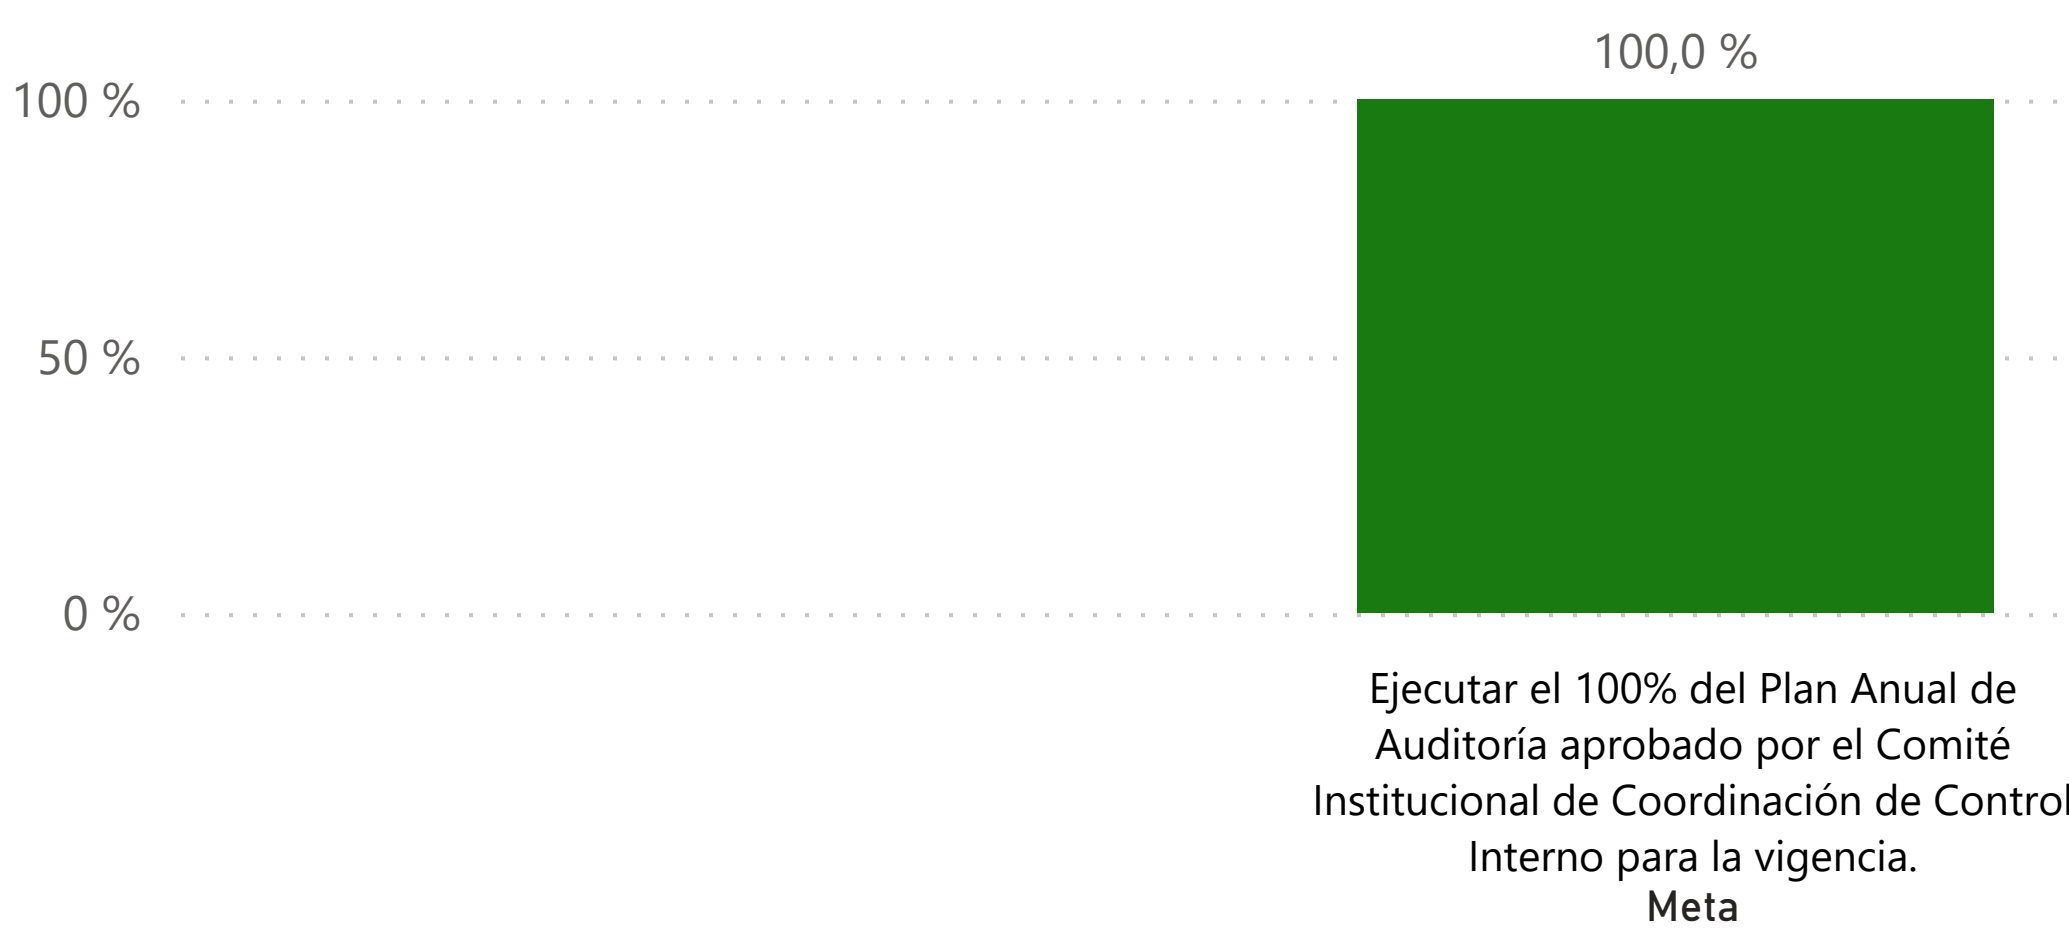 100,0 %
100 %
50 %
0 %
Ejecutar el 100% del Plan Anual de
Auditoría aprobado por el Comité
Institucional de Coordinación de Control
Interno para la vigencia.
Meta